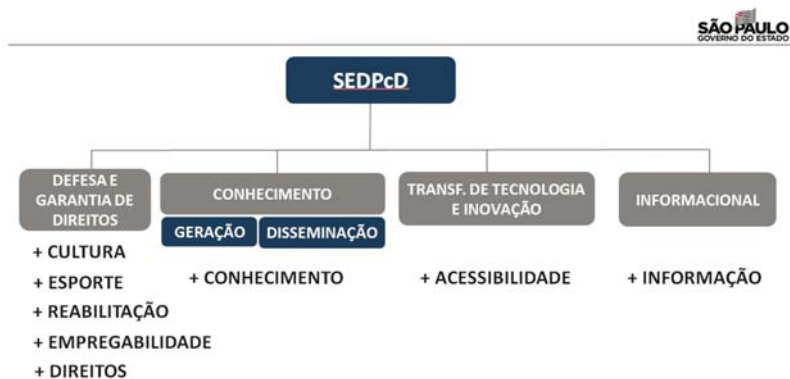 SÃO PAULO
GOVERNO DO ESTADO
SEDPcD
DEFESA E
GARANTIA DE
DIREITOS
CONHECIMENTO
GERAÇÃO
DISSEMINAÇÃO
TRANSF. DE TECNOLOGIA
E INOVAÇÃO
INFORMACIONAL
+ CULTURA
+ ESPORTE
+ REABILITAÇÃO
+ EMPREGABILIDADE
+ DIREITOS
+ CONHECIMENTO
+ ACESSIBILIDADE
+ INFORMAÇÃO